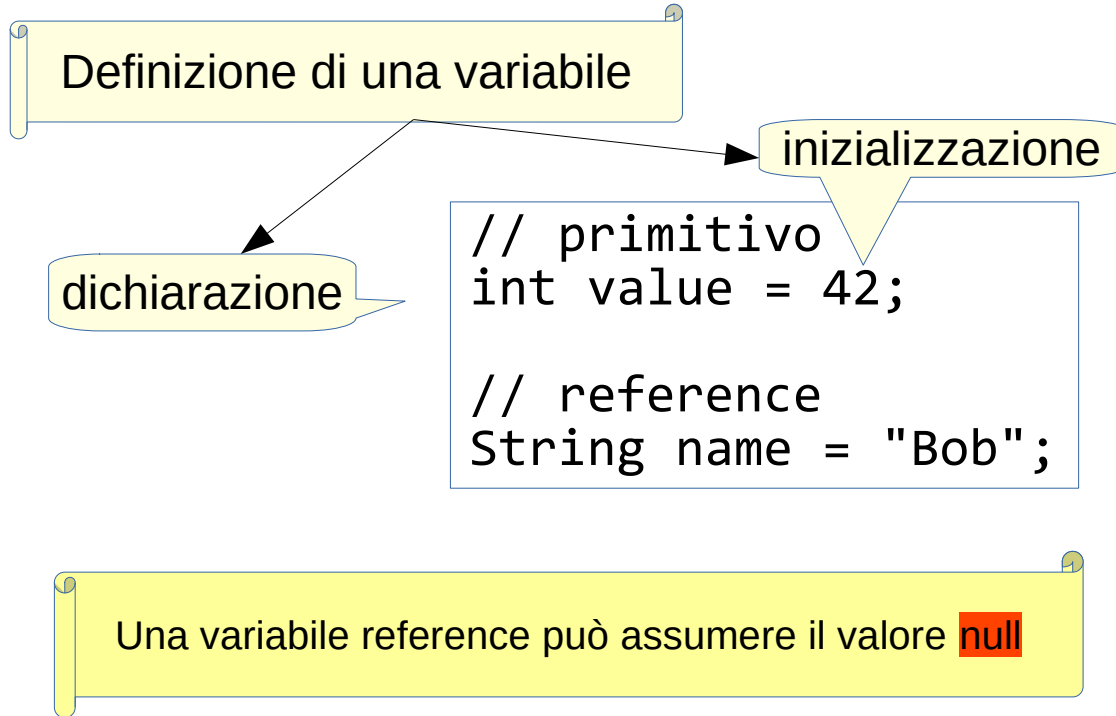 Definizione di una variabile
inizializzazione
dichiarazione
// primitivo
int value = 42;
// reference
String name = "Bob";
Una variabile reference può assumere il valore null